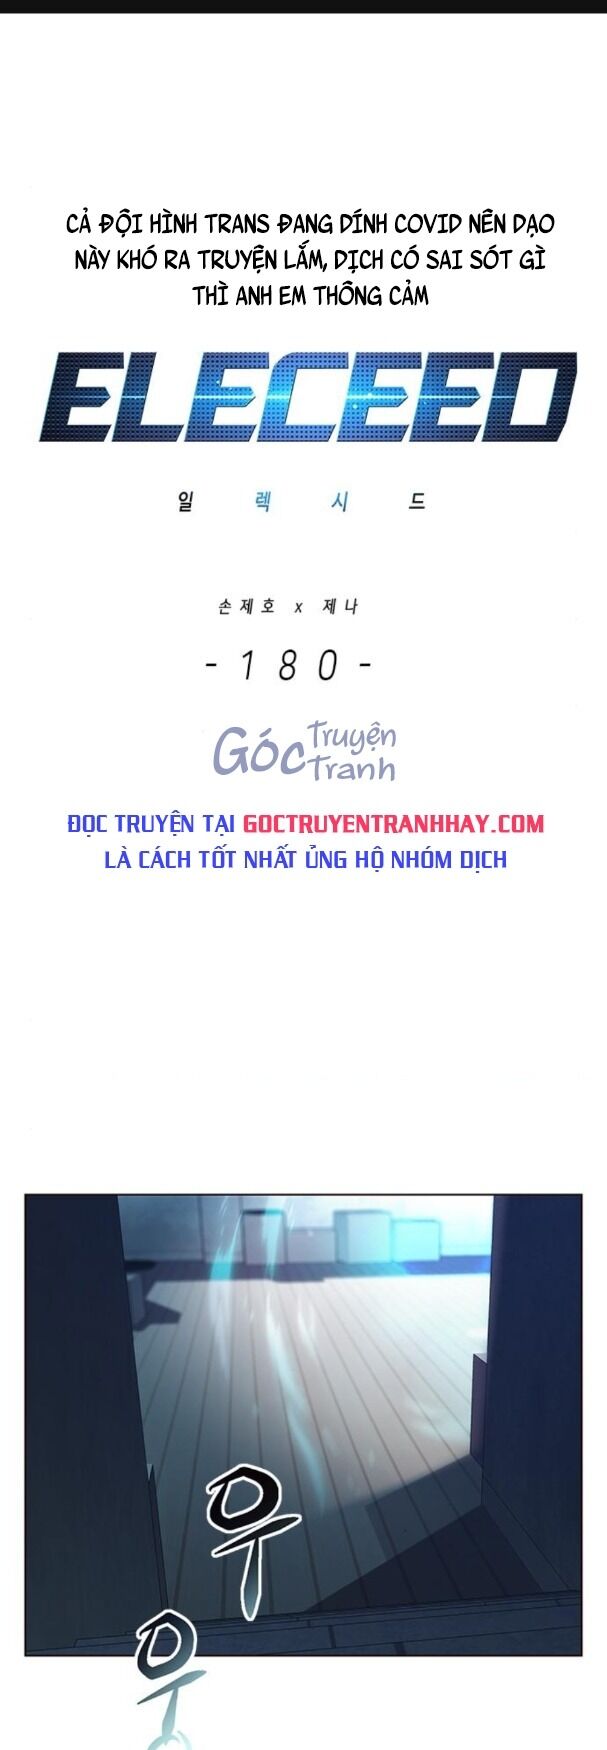 CẢ ĐỘI HÌNH TRANS ĐANG DÍNH COVID NÊN DẠO
NÀY KHÓ RA TRUYỆN LẮM, DỊCH CÓ SAI SÓT GÌ
THÌ ANH EM THÔNG CẢM
ELECEED
일 렉 시 드
손제호 x 제나
-180-
Góc Truyện
Tranh
ĐỌC TRUYỆN TẠI GOCTRUYENTRANHHAY.COM
LÀ CÁCH TỐT NHẤT ỦNG HỘ NHÓM DỊCH
우
우